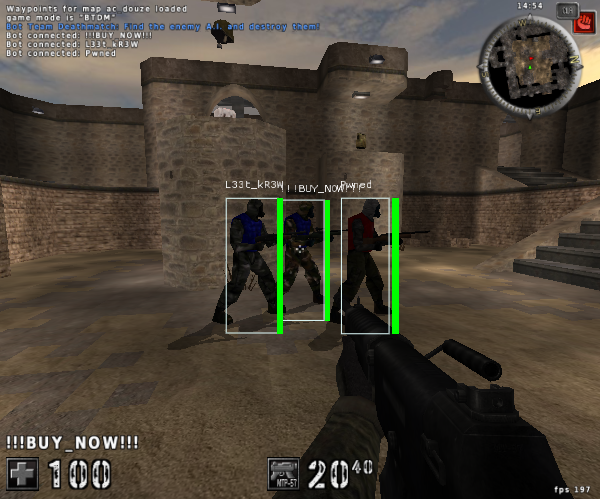 Waypoints for map ac_douze loaded
game mode is "BTDM"
Bot Team Deathmatch: Find the enemy A.I. and destroy them!
Bot connected: !!!BUY_NOW!!!
Bot connected: L33t_kR3W
Bot connected: Pwned
14:54
L33t_kR3W
!!!BUY_NOW!!!
Pwned
!!!BUY_NOW!!!
100
MTP-57
20 40
fps 197